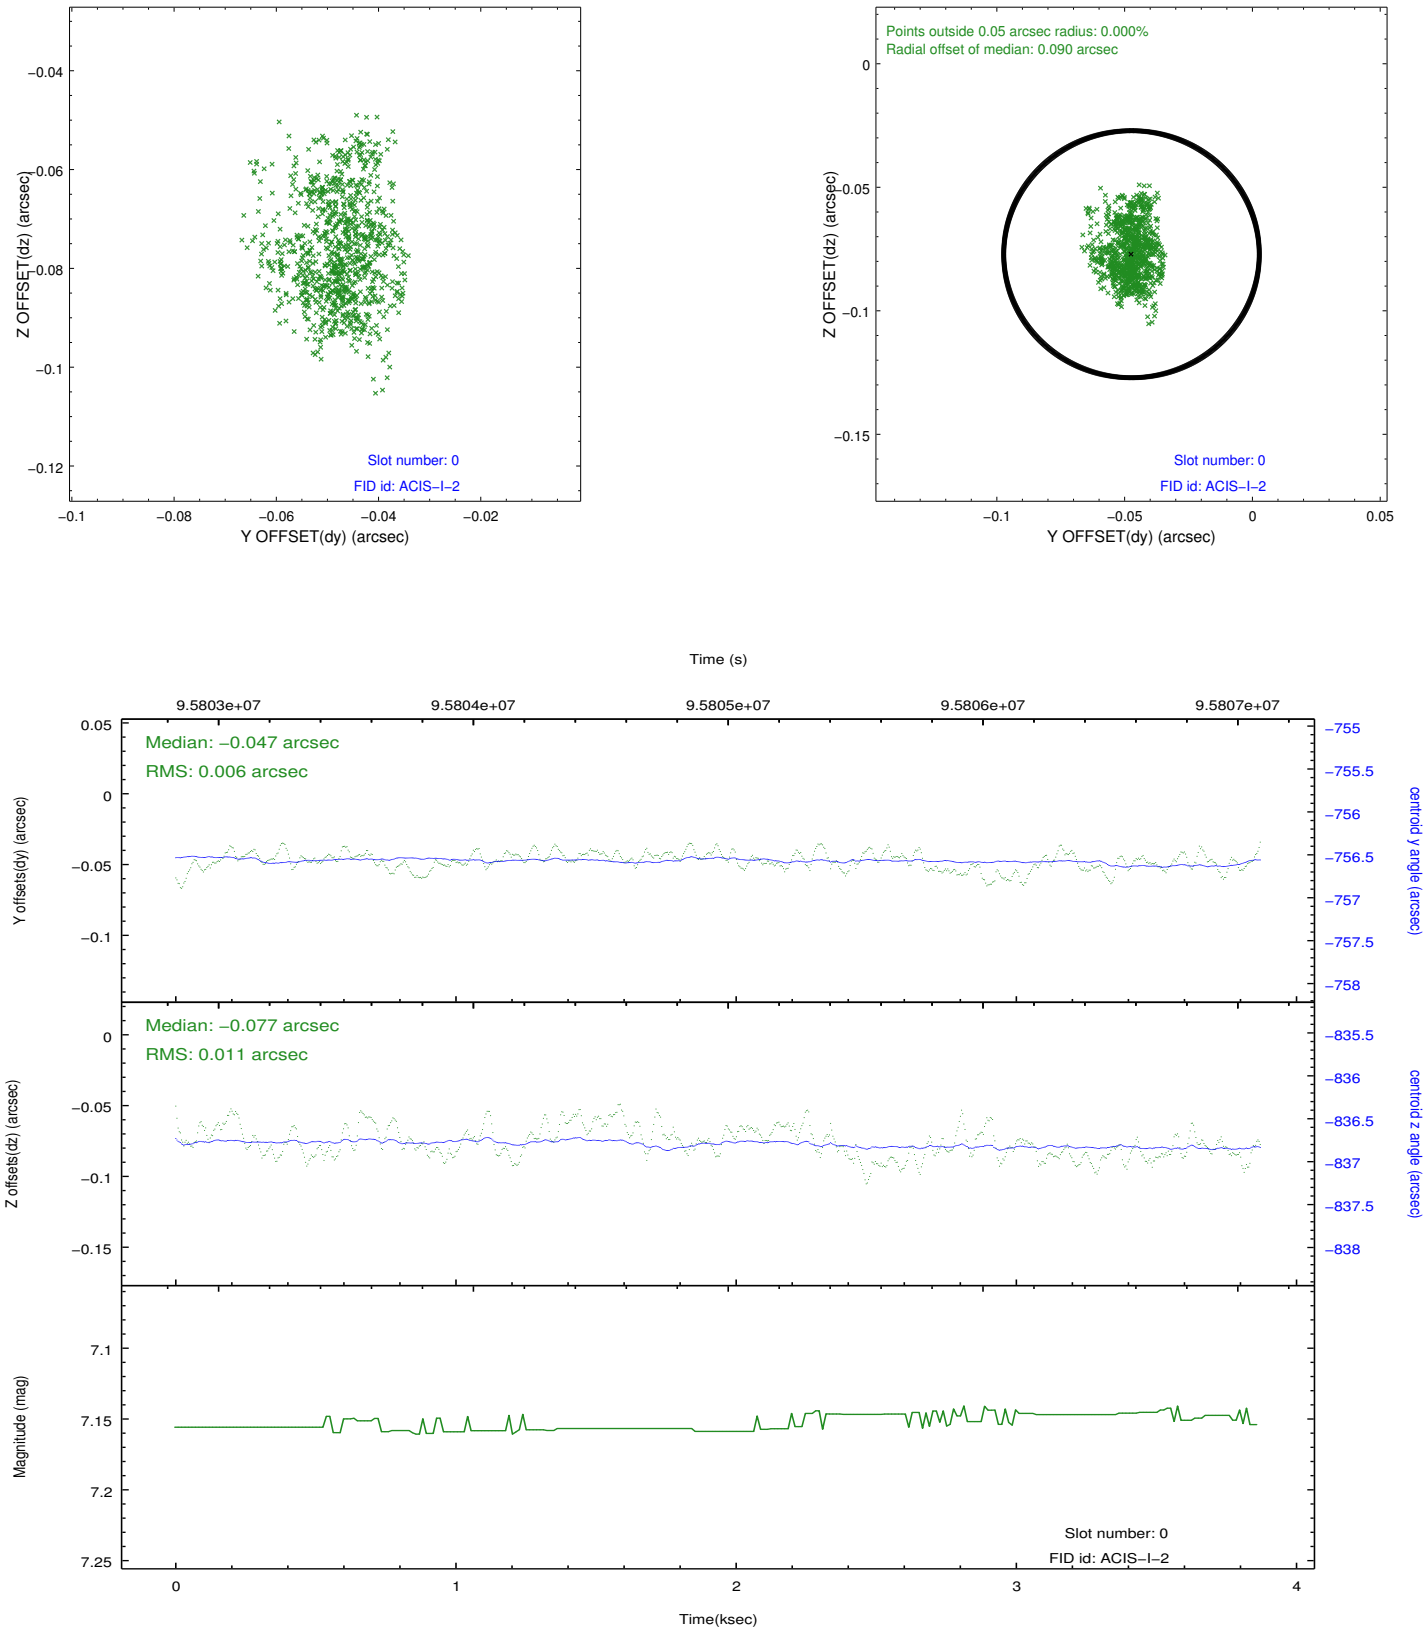 −0.04
−0.06
−0.08
−0.1
−0.12
Z OFFSET(dz) (arcsec)
Slot number: 0
FID id: ACIS−I−2
−0.1
−0.08
−0.06
−0.04
−0.02
Y OFFSET(dy) (arcsec)
Points outside 0.05 arcsec radius: 0.000%
Radial offset of median: 0.090 arcsec
0
−0.05
−0.1
−0.15
Z OFFSET(dz) (arcsec)
Slot number: 0
FID id: ACIS−I−2
−0.1
−0.05
0
0.05
Y OFFSET(dy) (arcsec)
Time (s)
9.5803e+07
9.5804e+07
9.5805e+07
9.5806e+07
9.5807e+07
Median: −0.047 arcsec
RMS: 0.006 arcsec
0.05
0
−0.05
−0.1
Y offsets(dy) (arcsec)
−755
−755.5
−756
−756.5
−757
−757.5
−758
centroid y angle (arcsec)
Median: −0.077 arcsec
RMS: 0.011 arcsec
0
−0.05
−0.1
−0.15
Z offsets(dz) (arcsec)
−835.5
−836
−836.5
−837
−837.5
−838
centroid z angle (arcsec)
7.1
7.15
7.2
7.25
Magnitude (mag)
Slot number: 0
FID id: ACIS−I−2
0
1
2
3
4
Time(ksec)